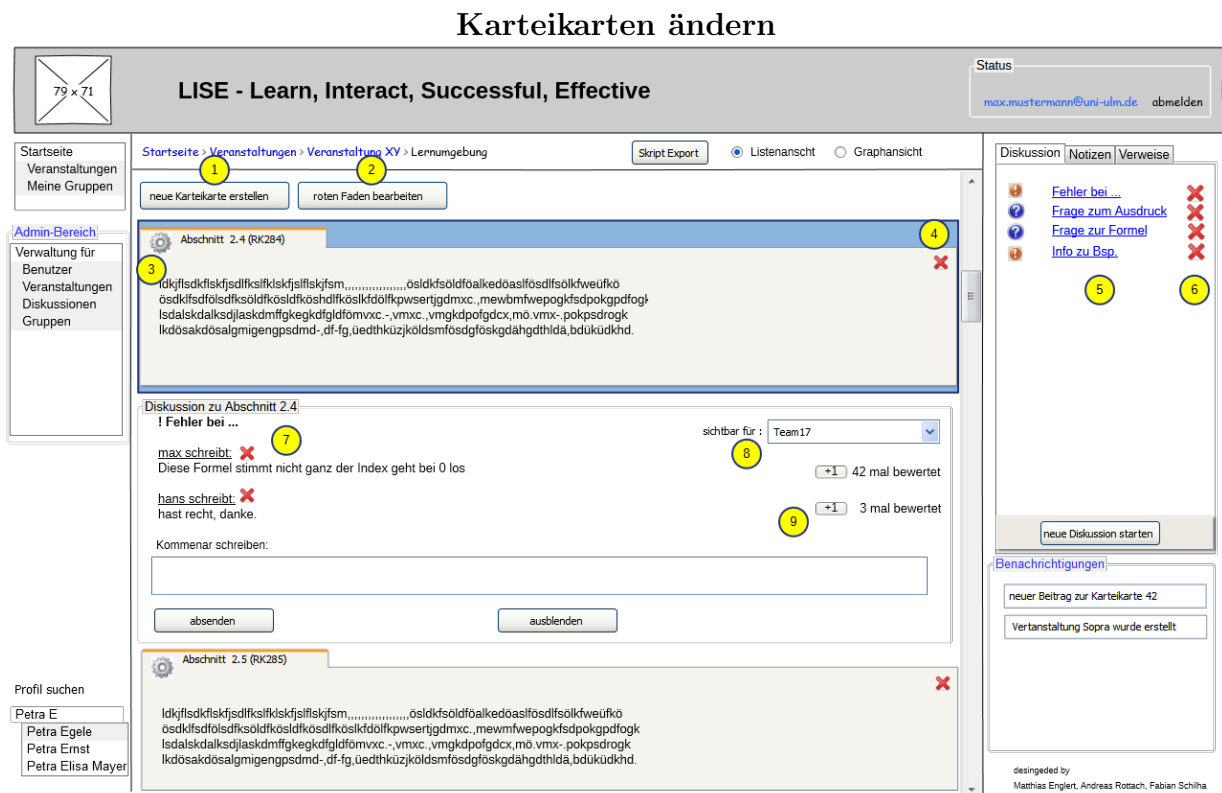 Karteikarten ändern
79 x 71
LISE - Learn, Interact, Successful, Effective
Status
max.mustermann@uni-ulm.de abmelden
Startseite
Veranstaltungen
Meine Gruppen
Admin-Bereich
Verwaltung für
Benutzer
Veranstaltungen
Diskussionen
Gruppen
Profil suchen
Petra E
Petra Egele
Petra Ernst
Petra Elisa Mayer
Startseite > Veranstaltungen > Veranstaltung XY > Lernumgebung
Skript Export
Listenanscht
Graphansicht
1
2
neue Karteikarte erstellen
roten Faden bearbeiten
Abschnitt 2.4 (RK284)
4
3
ldkjflsdkflskfjsdlfkslfklskfjslflskjfsm,,,,,,,,,,,,,,,,,,,ösldkfsöldföalkedöaslfösdlfsölkfweüfkö
ösdklfsdfölsdfksöldfkösldfköshdlfköslkfdölfkpwsertjgdmxc.,mewbmfwepogkfsdpokgpdfogk
lsdalskdalksdjlaskdmffgkegkdfgldfömvxc.-,vmxc.,vmgkdpofgdcx,mö.vmx-.pokpsdrogk
lkdösakdösalgmigengpsdmd-,df-fg,üedthküzjköldsmfösdgföskgdähgdthldä,bdüküdkhd.
Diskussion zu Abschnitt 2.4
! Fehler bei ...
7
sichtbar für :
Team17
8
max schreibt:
Diese Formel stimmt nicht ganz der Index geht bei 0 los
+1 42 mal bewertet
hans schreibt:
hast recht, danke.
+1 3 mal bewertet
9
Kommenar schreiben:
absenden
ausblenden
Abschnitt 2.5 (RK285)
ldkjflsdkflskfjsdlfkslfklskfjslflskjfsm,,,,,,,,,,,,,,,,,,,ösldkfsöldföalkedöaslfösdlfsölkfweüfkö
ösdklfsdfölsdfksöldfkösldfkösdlfköslkfdölfkpwsertjgdmxc.,mewmfwepogkfsdpokgpdfogk
lsdalskdalksdjlaskdmffgkegkdfgldfömvxc.-,vmxc.,vmgkdpofgdcx,mö.vmx-.pokpsdrogk
lkdösakdösalgmigengpsdmd-,df-fg,üedthküzjköldsmfösdgföskgdähgdthldä,bdüküdkhd.
Diskussion
Notizen
Verweise
Fehler bei ...
Frage zum Ausdruck
Frage zur Formel
Info zu Bsp.
5
6
neue Diskussion starten
Benachrichtigungen
neuer Beitrag zur Karteikarte 42
Vertanstaltung Sopra wurde erstellt
desingeded by
Matthias Englert, Andreas Rottach, Fabian Schilha